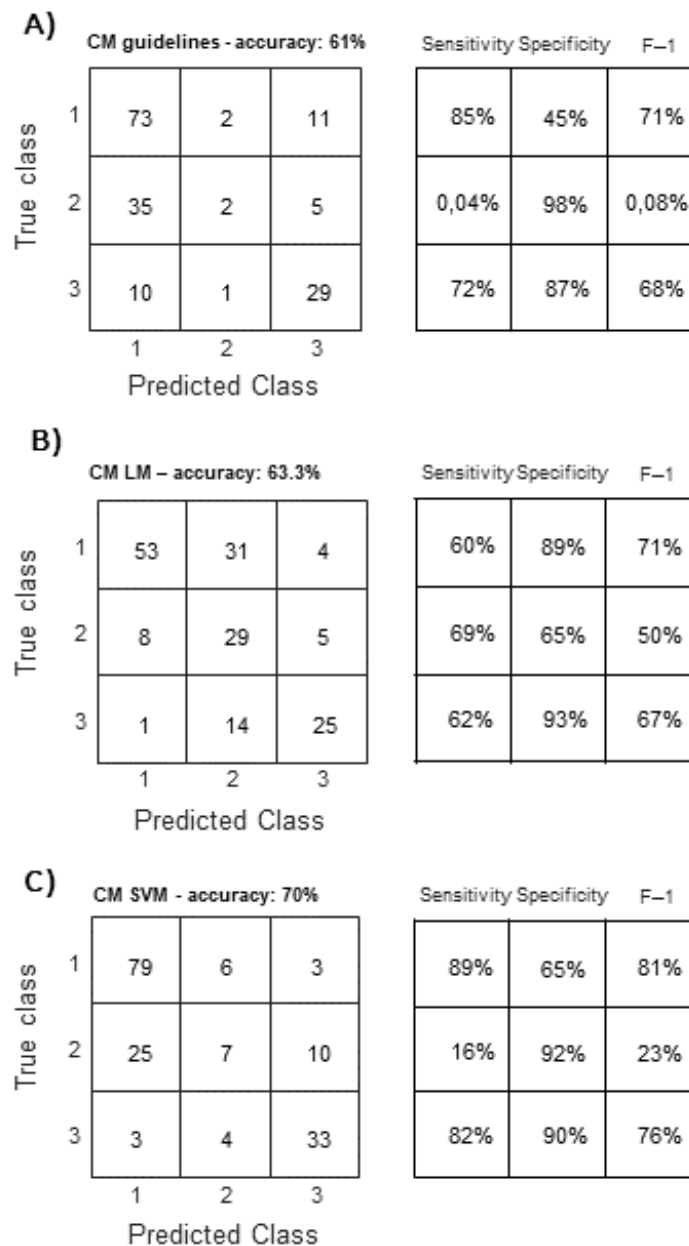 A)
CM guidelines - accuracy: 61%
Sensitivity Specificity F–1
True class
1 73 2 11 85% 45% 71%
2 35 2 5 0,04% 98% 0,08%
3 10 1 29 72% 87% 68%
1 2 3
Predicted Class
B)
CM LM – accuracy: 63.3%
Sensitivity Specificity F–1
True class
1 53 31 4 60% 89% 71%
2 8 29 5 69% 65% 50%
3 1 14 25 62% 93% 67%
1 2 3
Predicted Class
C)
CM SVM - accuracy: 70%
Sensitivity Specificity F–1
True class
1 79 6 3 89% 65% 81%
2 25 7 10 16% 92% 23%
3 3 4 33 82% 90% 76%
1 2 3
Predicted Class